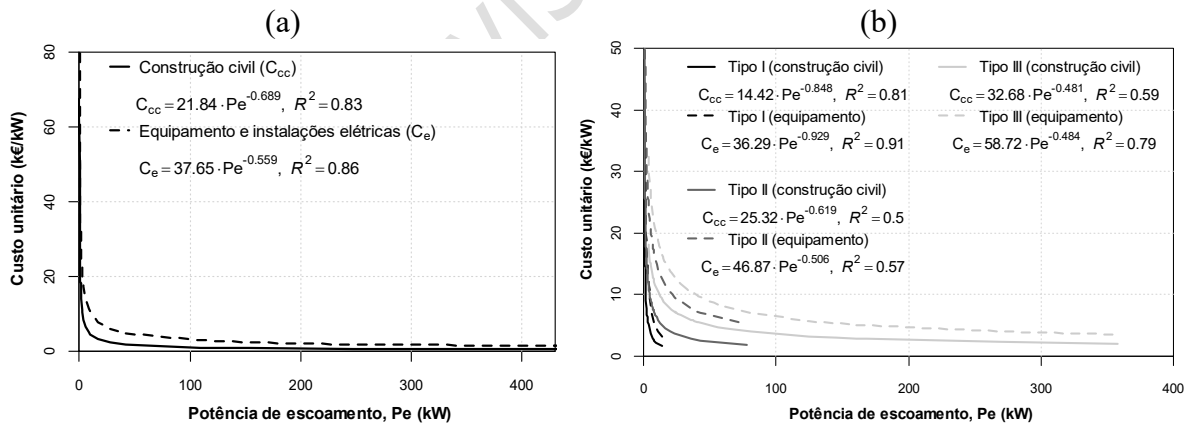 (a)
80
60
40
20
0
Custo unitário (k€/kW)
Construção civil (Ccc)
Ccc = 21.84 ·Pe^-0.689, R² = 0.83
Equipamento e instalações elétricas (Ce)
Ce = 37.65 ·Pe^-0.559, R² = 0.86
0 100 200 300 400
Potência de escoamento, Pe (kW)
(b)
50
40
30
20
10
0
Custo unitário (k€/kW)
Tipo I (construção civil)
Ccc = 14.42 ·Pe^-0.848, R² = 0.81
Tipo I (equipamento)
Ce = 36.29 ·Pe^-0.929, R² = 0.91
Tipo II (construção civil)
Ccc = 25.32 ·Pe^-0.619, R² = 0.5
Tipo II (equipamento)
Ce = 46.87 ·Pe^-0.506, R² = 0.57
Tipo III (construção civil)
Ccc = 32.68 ·Pe^-0.481, R² = 0.59
Tipo III (equipamento)
Ce = 58.72 ·Pe^-0.484, R² = 0.79
0 100 200 300 400
Potência de escoamento, Pe (kW)